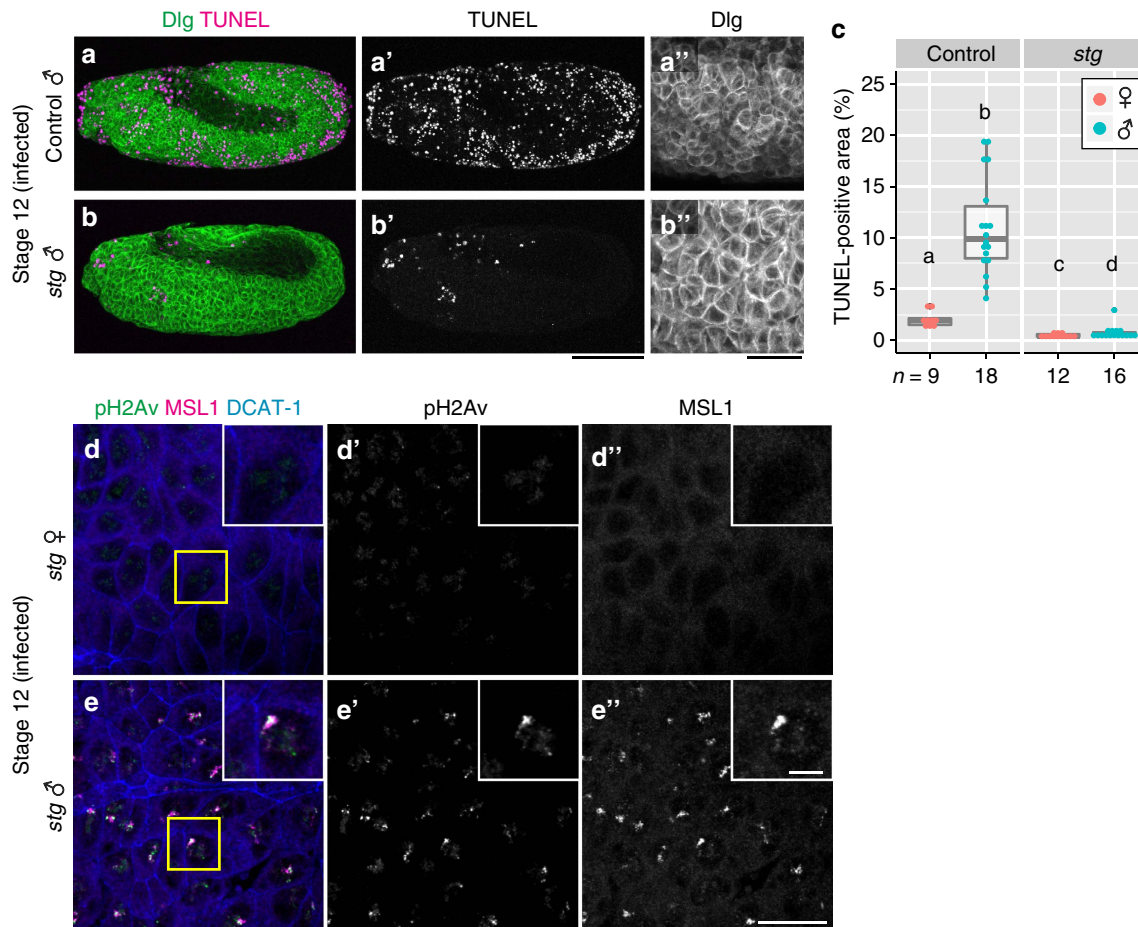 Dlg TUNEL
TUNEL
Dlg
Stage 12 (infected)
Control ♂
stg ♂
a
a'
a''
b
b'
b''
c
Control
stg
TUNEL-positive area (%)
25
20
15
10
5
0
a
b
c
d
♀
♂
n = 9
18
12
16
pH2Av MSL1 DCAT-1
pH2Av
MSL1
Stage 12 (infected)
stg ♀
stg ♂
d
d'
d''
e
e'
e''